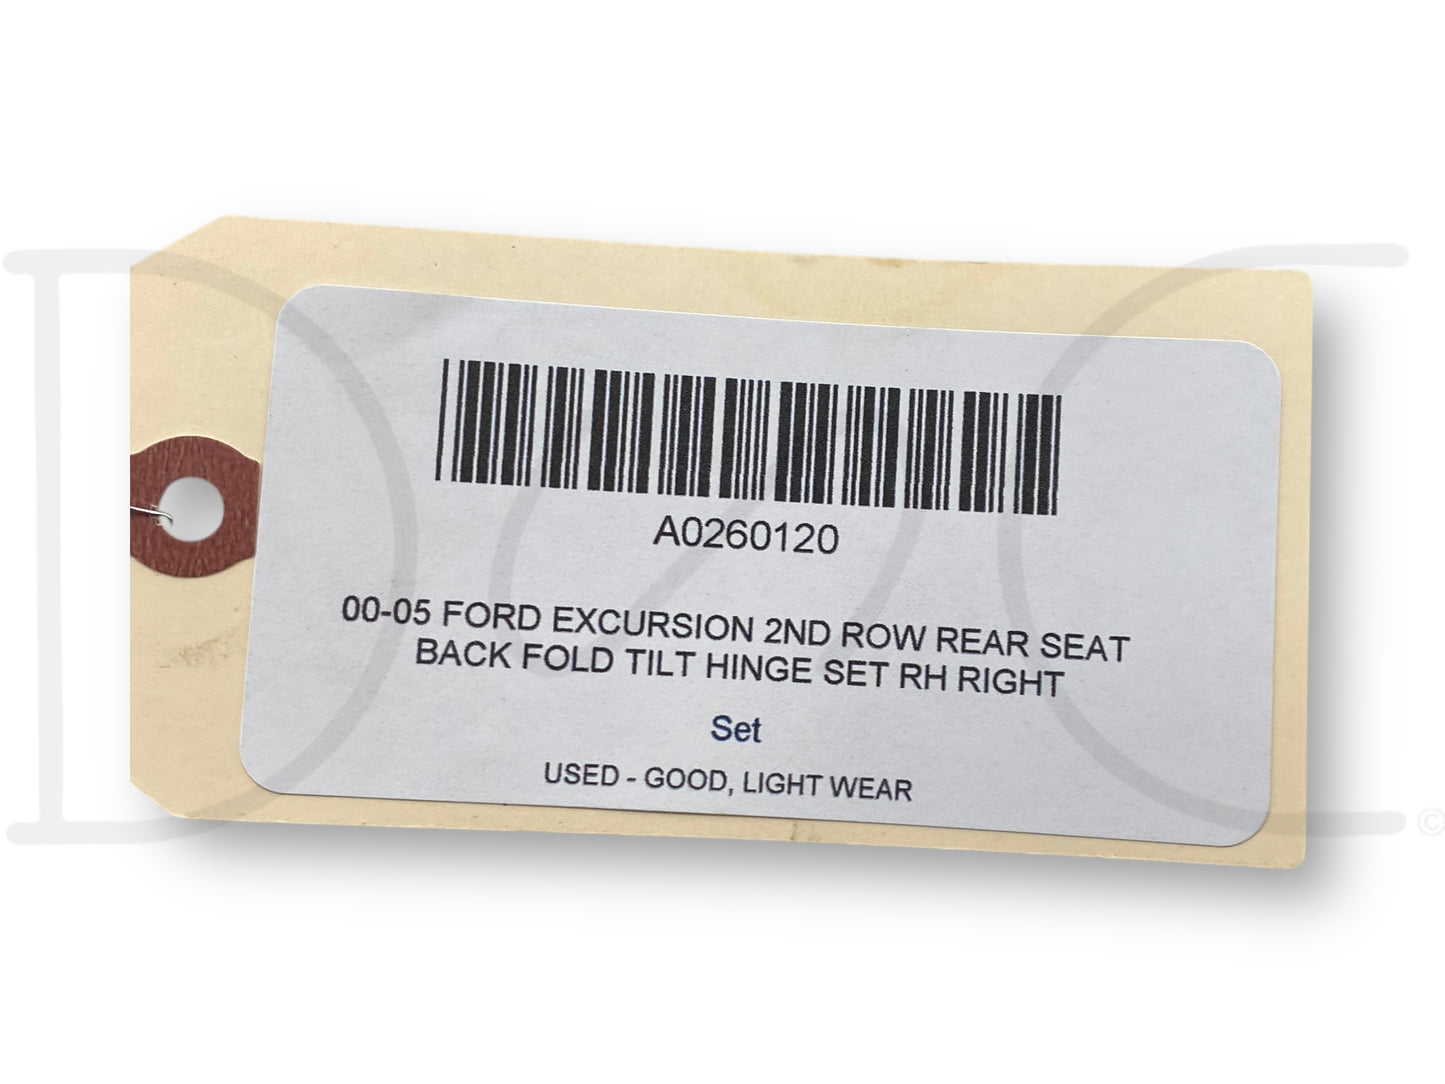 A0260120
00-05 FORD EXCURSION 2ND ROW REAR SEAT
BACK FOLD TILT HINGE SET RH RIGHT
Set
USED - GOOD, LIGHT WEAR
©